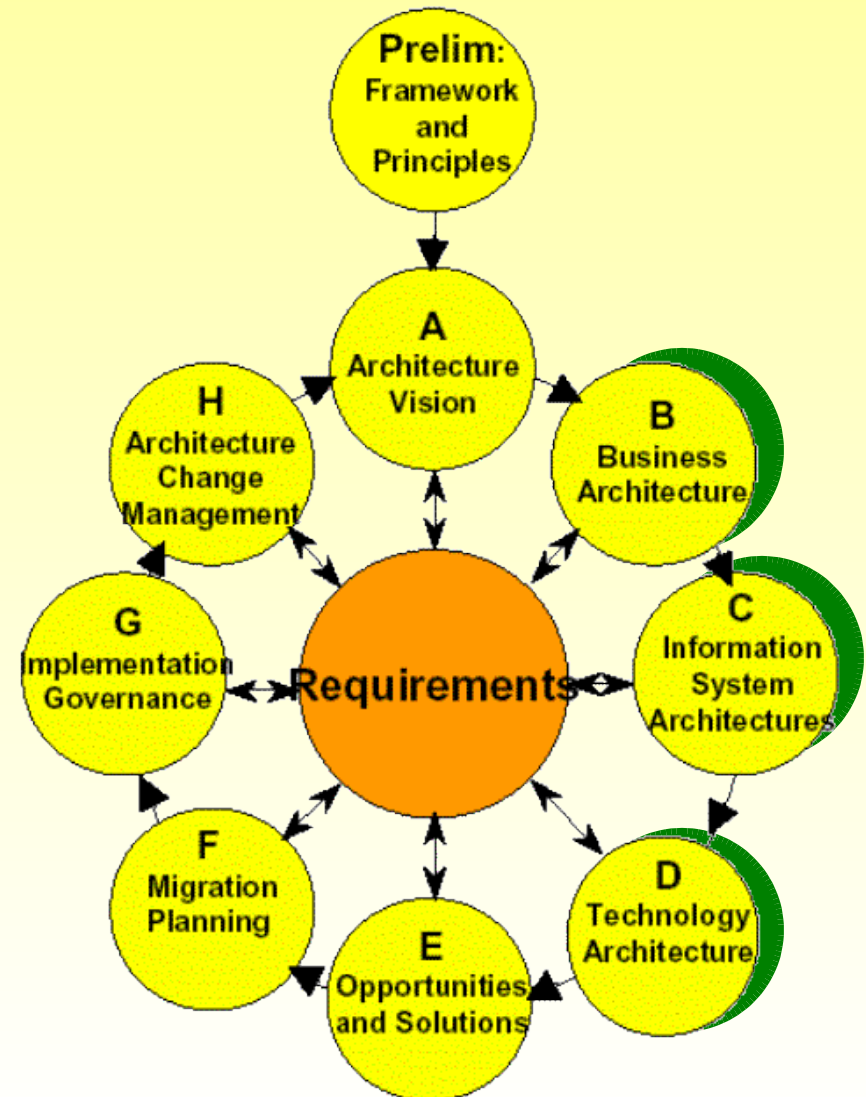 Prelim:
Framework
and
Principles
A
Architecture
Vision
B
Business
Architecture
C
Information
System
Architectures
D
Technology
Architecture
E
Opportunities
and Solutions
F
Migration
Planning
G
Implementation
Governance
H
Architecture
Change
Management
Requirements